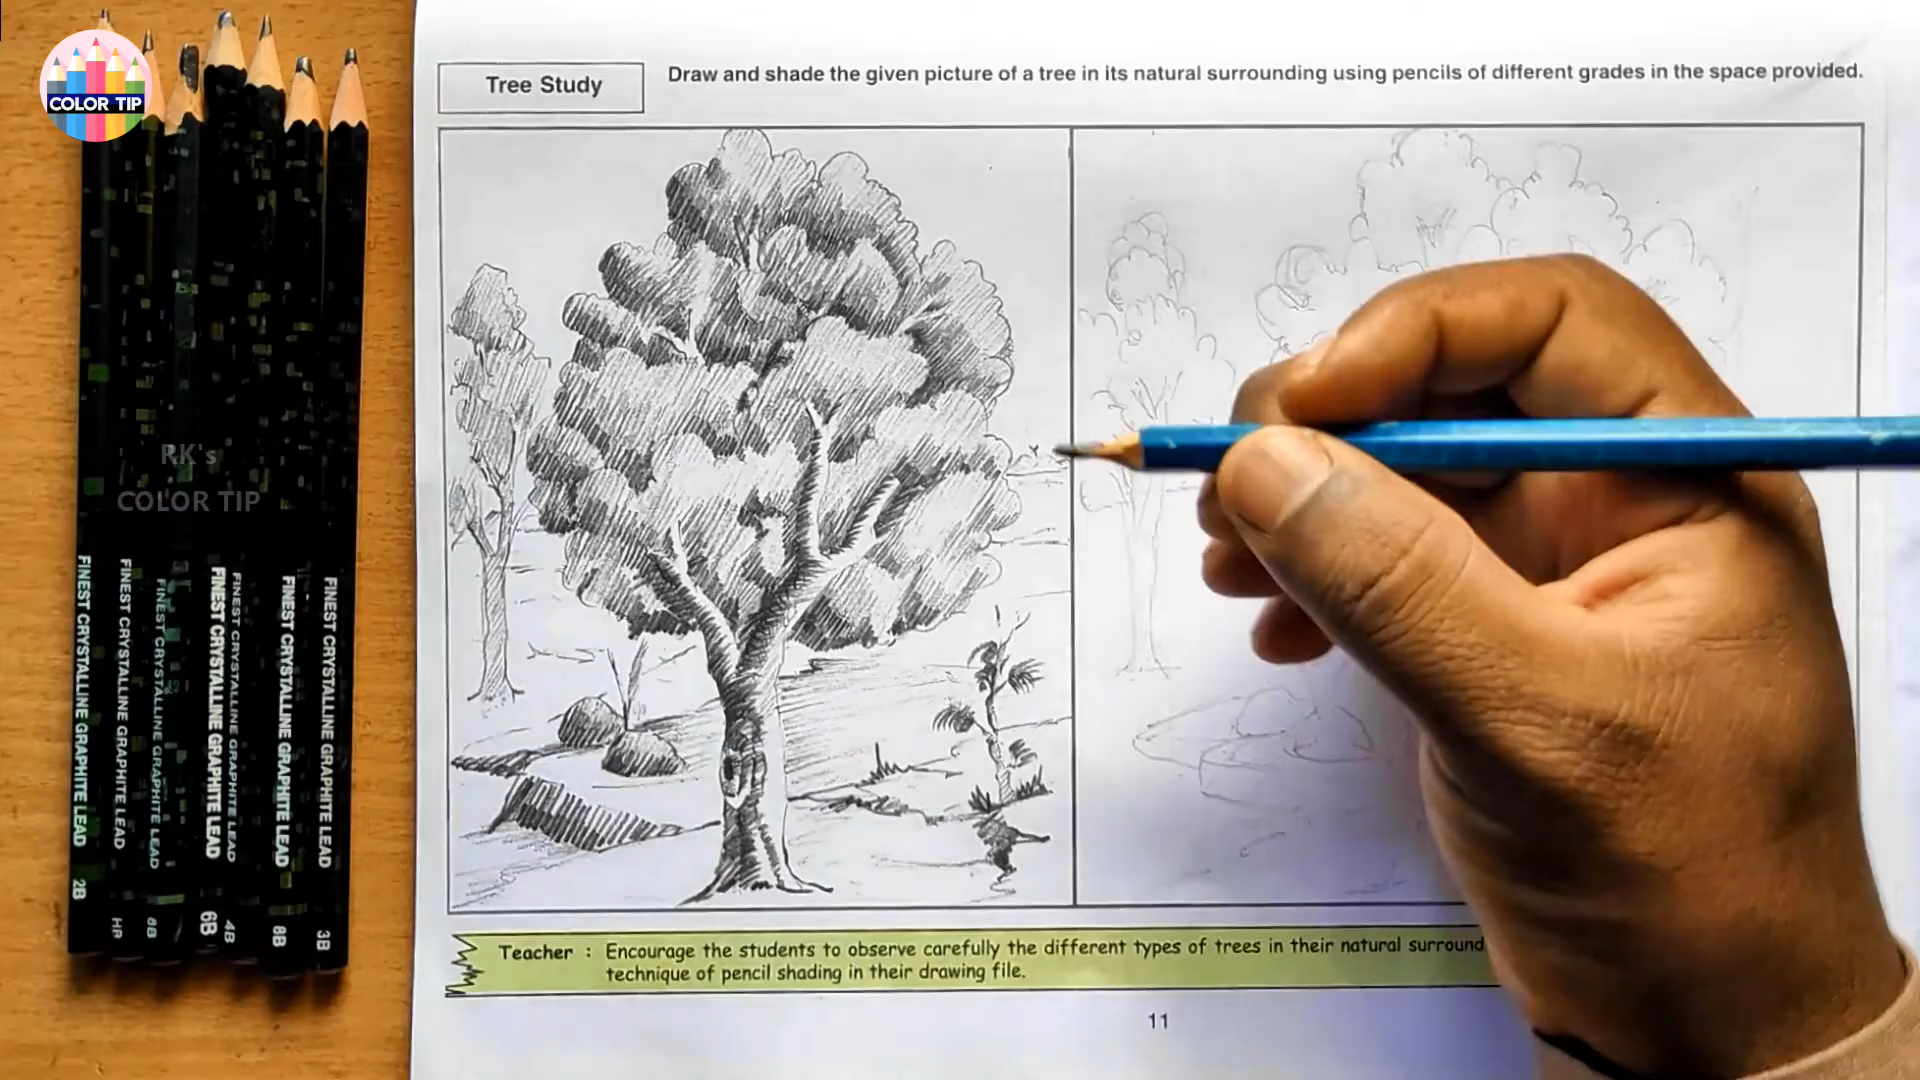 COLOR TIP
Tree Study
Draw and shade the given picture of a tree in its natural surrounding using pencils of different grades in the space provided.
RK's
COLOR TIP
FINEST CRYSTALLINE GRAPHITE LEAD 2B
FINEST CRYSTALLINE GRAPHITE LEAD HB
FINEST CRYSTALLINE GRAPHITE LEAD 8B
FINEST CRYSTALLINE GRAPHITE LEAD 6B
FINEST CRYSTALLINE GRAPHITE LEAD 4B
FINEST CRYSTALLINE GRAPHITE LEAD 8B
FINEST CRYSTALLINE GRAPHITE LEAD 3B
Teacher : Encourage the students to observe carefully the different types of trees in their natural surround
technique of pencil shading in their drawing file.
11